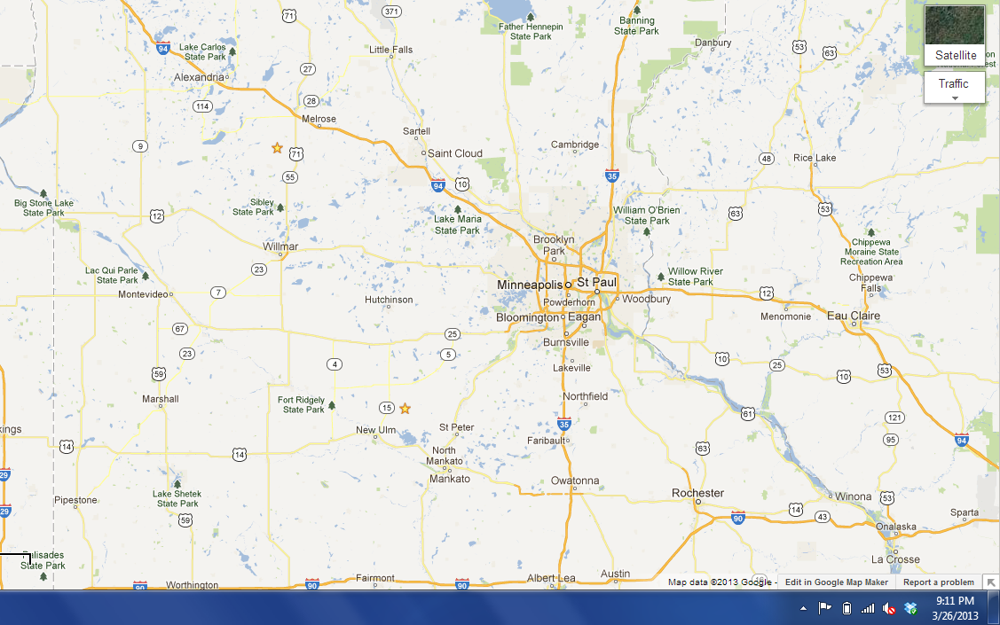 71
371
Father Hennepin
State Park
Banning
State Park
Danbury
53
63
Satellite
Traffic
94
Lake Carlos
State Park
Little Falls
27
Alexandria
28
114
Melrose
Sartell
Cambridge
9
71
Saint Cloud
48
Rice Lake
55
94
10
35
Big Stone Lake
State Park
12
Sibley
State Park
Lake Maria
State Park
William O'Brien
State Park
63
53
Brooklyn
Park
Chippewa
Moraine State
Recreation Area
Willmar
23
Lac Qui Parle
State Park
Willow River
State Park
Chippewa
Falls
Montevideo
7
Minneapolis
St Paul
Powderhorn
Woodbury
12
Hutchinson
Bloomington
Eagan
Menomonie
Eau Claire
67
25
Burnsville
23
5
4
Lakeville
10
25
53
10
59
Marshall
Fort Ridgely
State Park
15
Northfield
61
121
kings
New Ulm
St Peter
35
Faribault
95
94
14
14
North
Mankato
Mankato
63
29
Owatonna
Lake Shetek
State Park
Rochester
Winona
53
Pipestone
29
59
90
14
43
Sparta
Onalaska
Palisades
State Park
La Crosse
90
Worthington
90
Fairmont
90
Albert Lea
Austin
Map data ©2013 Google -
Edit in Google Map Maker
Report a problem
9:11 PM
3/26/2013